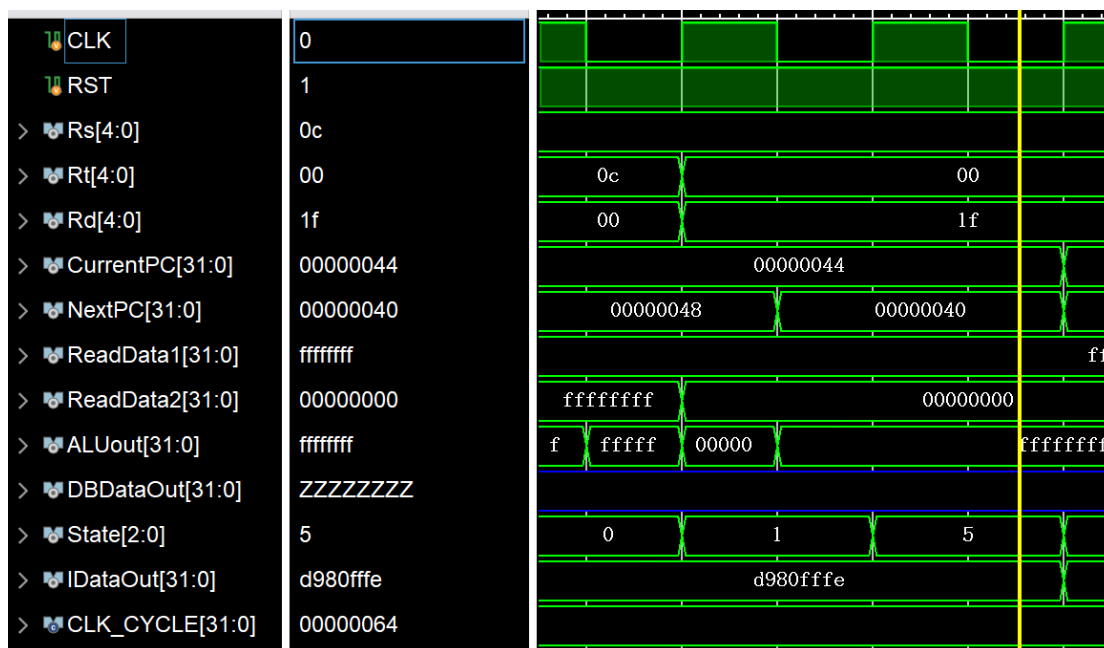 CLK 0
RST 1
Rs[4:0] 0c
Rt[4:0] 00 0c 00
Rd[4:0] 1f 00 1f
CurrentPC[31:0] 00000044 00000044
NextPC[31:0] 00000040 00000048 00000040
ReadData1[31:0] ffffffff ff
ReadData2[31:0] 00000000 ffffffff 00000000
ALUout[31:0] ffffffff f fffff 00000 ffffffff
DBDataOut[31:0] ZZZZZZZZ
State[2:0] 5 0 1 5
IDataOut[31:0] d980fffe d980fffe
CLK_CYCLE[31:0] 00000064